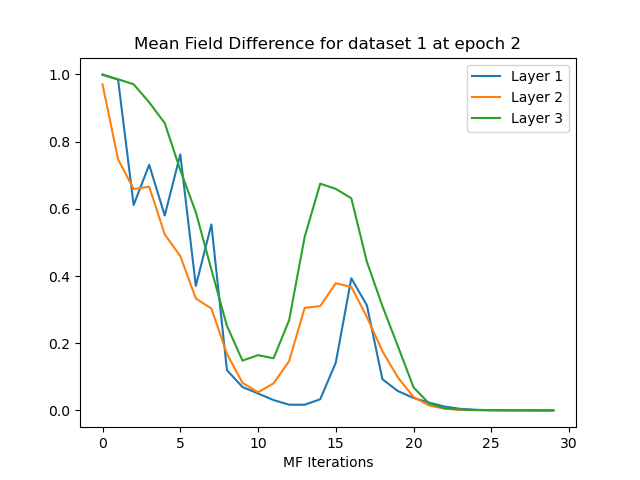 Mean Field Difference for dataset 1 at epoch 2
Layer 1
Layer 2
Layer 3
1.0
0.8
0.6
0.4
0.2
0.0
0 5 10 15 20 25 30
MF Iterations